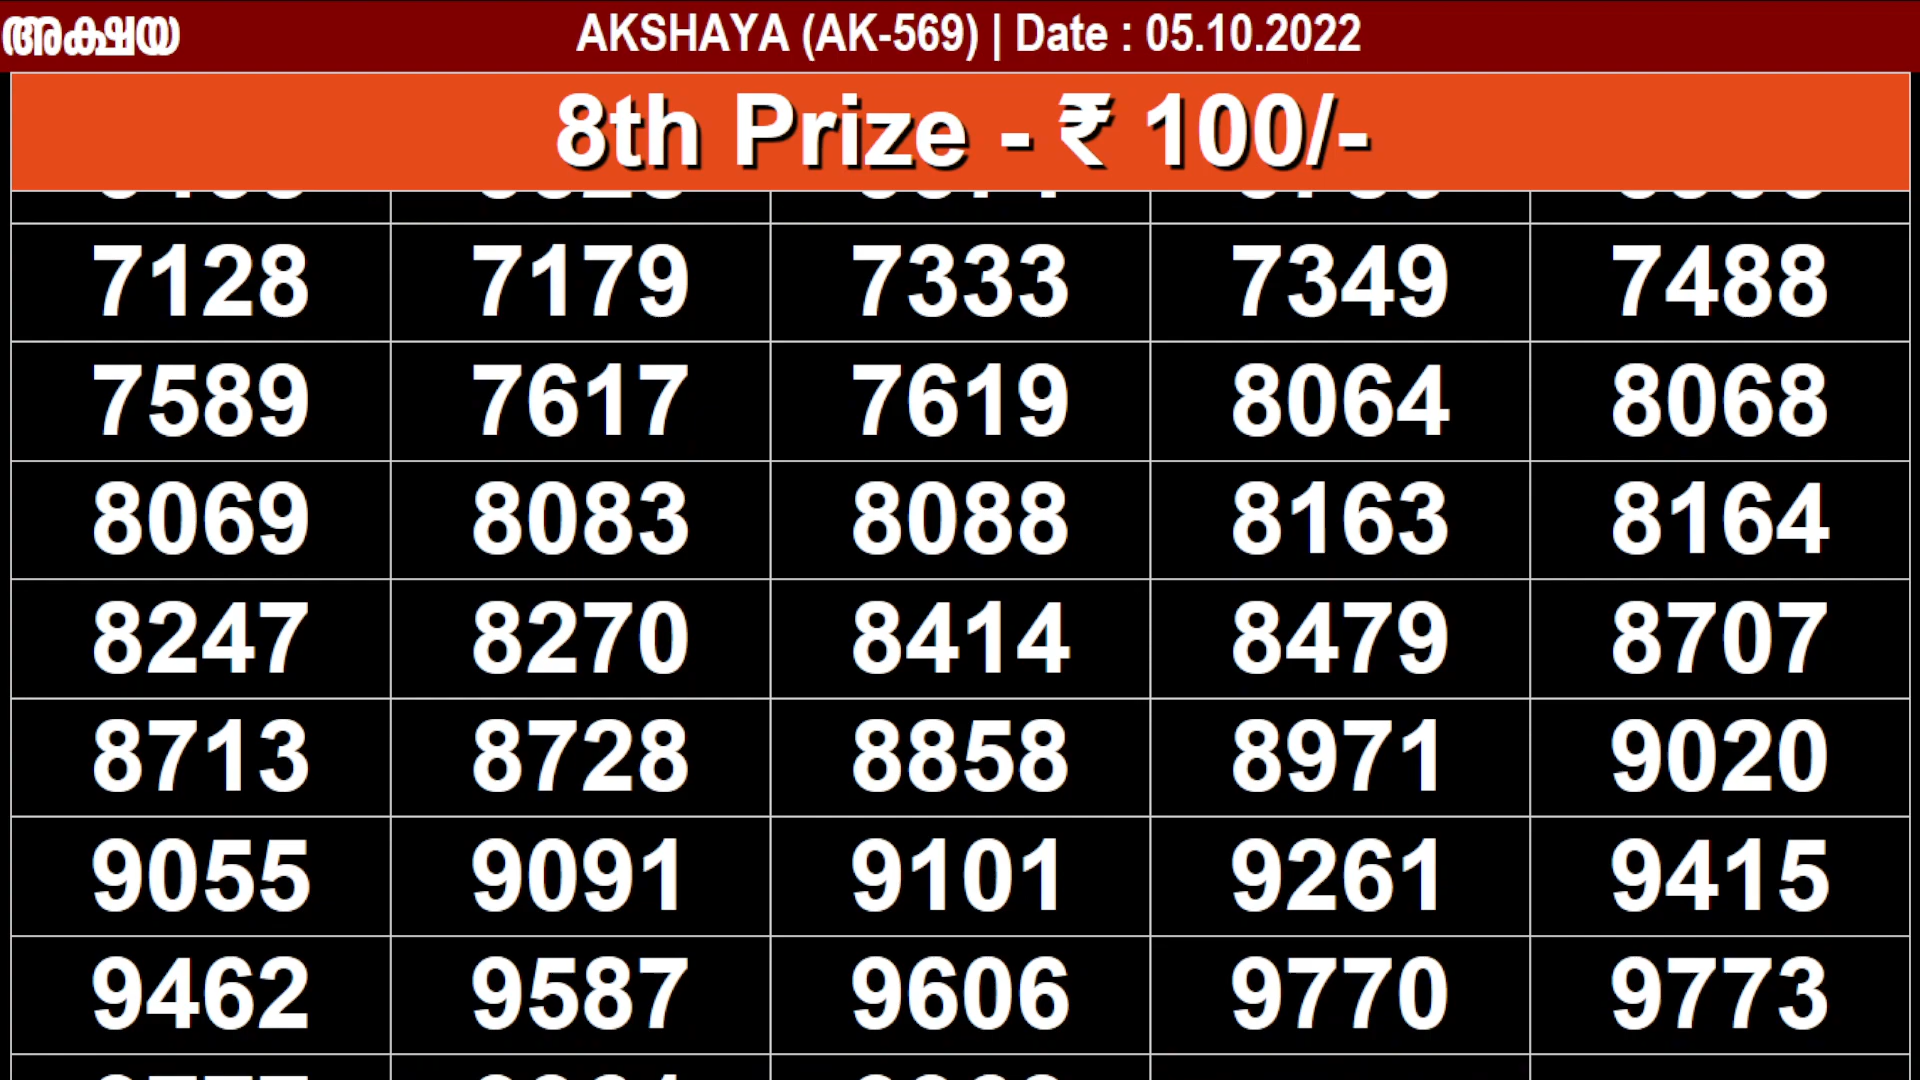 അക്ഷയ AKSHAYA (AK-569) | Date : 05.10.2022
8th Prize - ₹ 100/-
7128 7179 7333 7349 7488
7589 7617 7619 8064 8068
8069 8083 8088 8163 8164
8247 8270 8414 8479 8707
8713 8728 8858 8971 9020
9055 9091 9101 9261 9415
9462 9587 9606 9770 9773